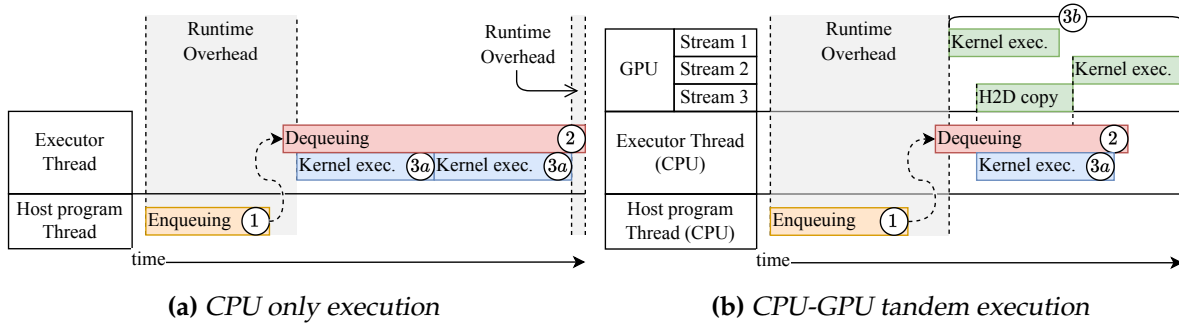 Runtime
Overhead
Runtime
Overhead
Executor
Thread
Dequeuing
2
Kernel exec.
3a
Kernel exec.
3a
Host program
Thread
Enqueuing
1
time
(a) CPU only execution
Runtime
Overhead
3b
GPU
Stream 1
Kernel exec.
Stream 2
Kernel exec.
Stream 3
H2D copy
Executor Thread
(CPU)
Dequeuing
2
Kernel exec.
3a
Host program
Thread (CPU)
Enqueuing
1
time
(b) CPU-GPU tandem execution